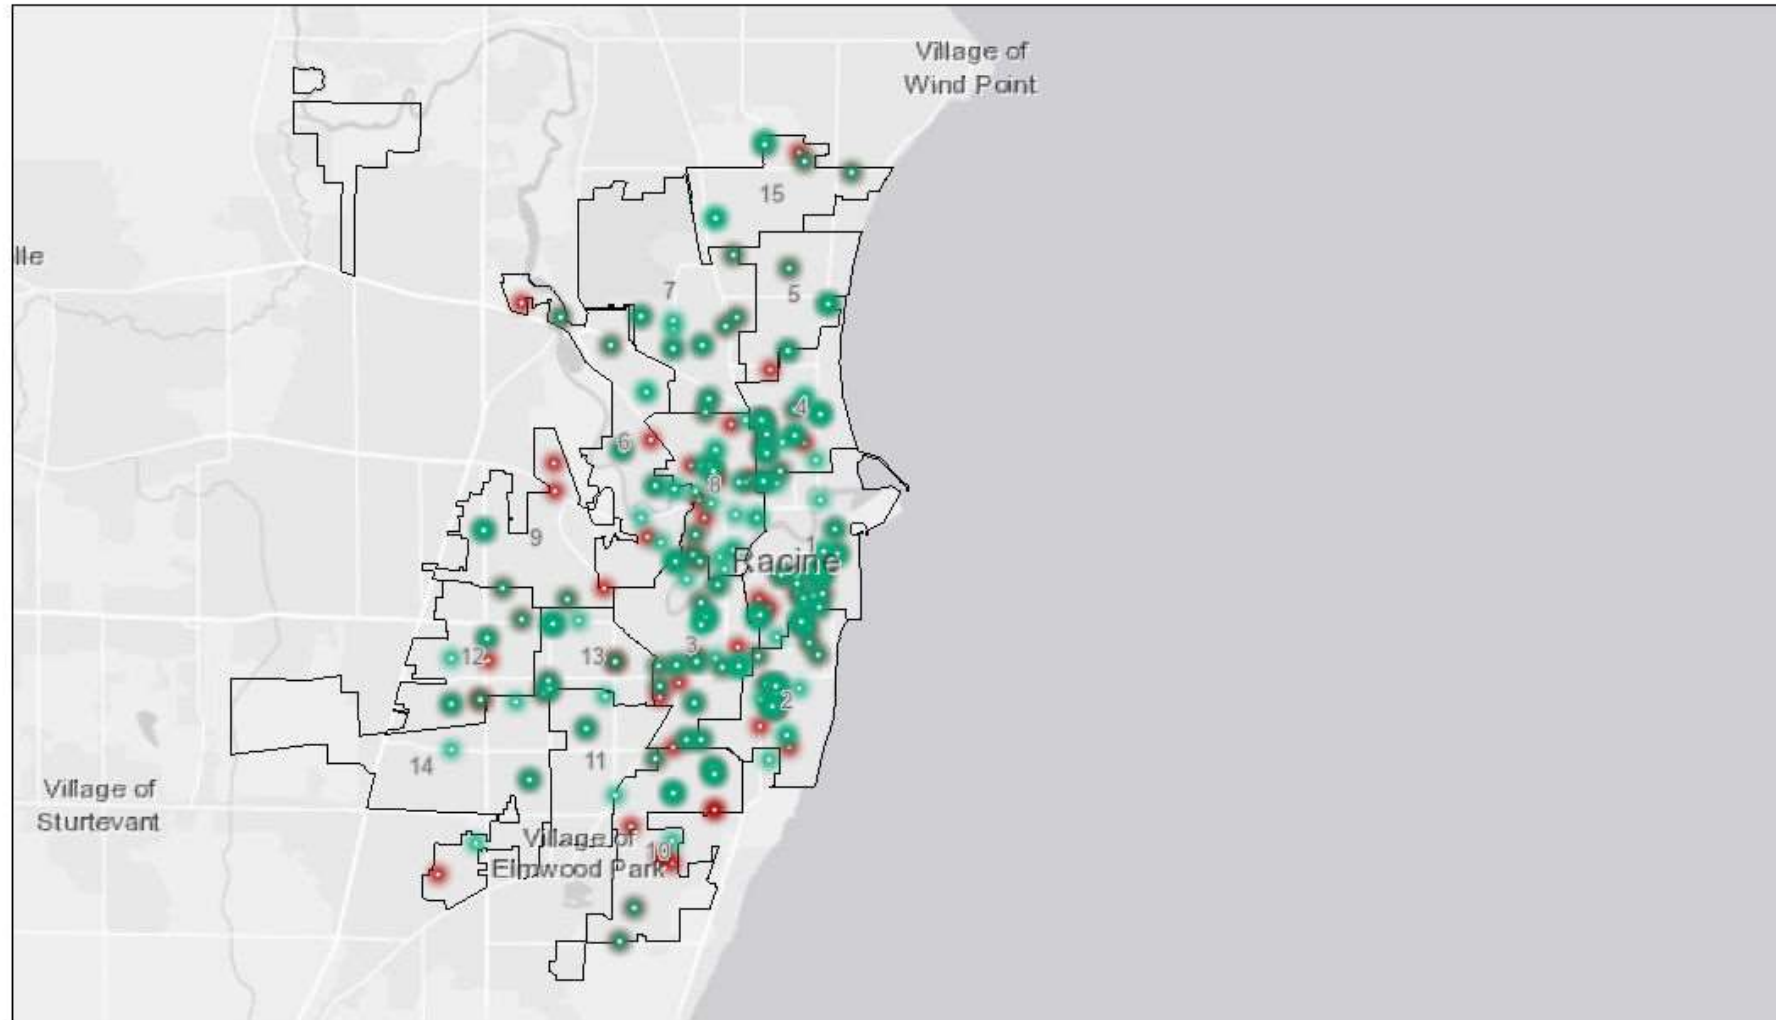 Village of
Wind Point
15
lle
7
5
4
6
8
9
1
Racine
3
12
13
2
14
11
Village of
Sturtevant
Village of
10
Elmwood Park